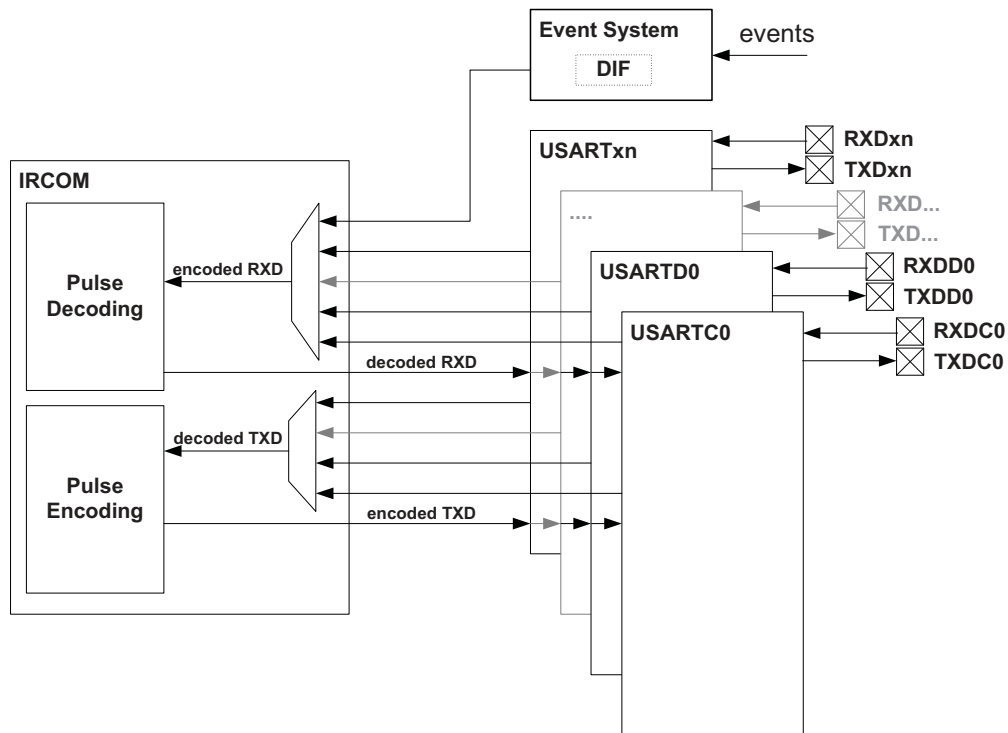 Event System
events
DIF
USARTxn
RXDxn
TXDxn
IRCOM
....
RXD...
TXD...
encoded RXD
Pulse
Decoding
USARTD0
RXDD0
TXDD0
USARTC0
RXDC0
TXDC0
decoded RXD
decoded TXD
Pulse
Encoding
encoded TXD